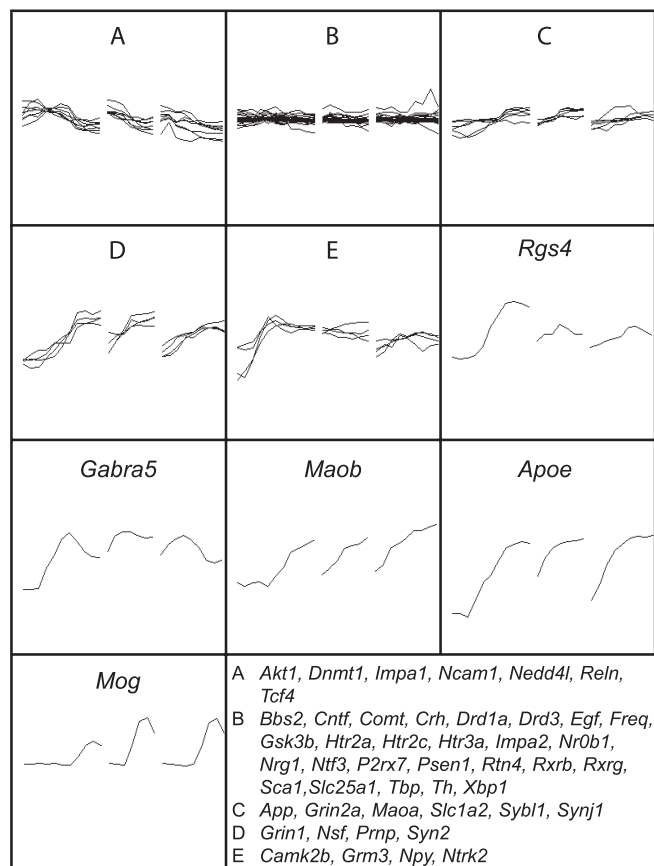 A
B
C
D
E
Rgs4
Gabra5
Maob
Apoe
Mog
A Akt1, Dnmt1, Impa1, Ncam1, Nedd4l, Reln,
Tcf4
B Bbs2, Cntf, Comt, Crh, Drd1a, Drd3, Egf, Freq,
Gsk3b, Htr2a, Htr2c, Htr3a, Impa2, Nr0b1,
Nrg1, Ntf3, P2rx7, Psen1, Rtn4, Rxrb, Rxrg,
Sca1,Slc25a1, Tbp, Th, Xbp1
C App, Grin2a, Maoa, Slc1a2, Sybl1, Synj1
D Grin1, Nsf, Prnp, Syn2
E Camk2b, Grm3, Npy, Ntrk2